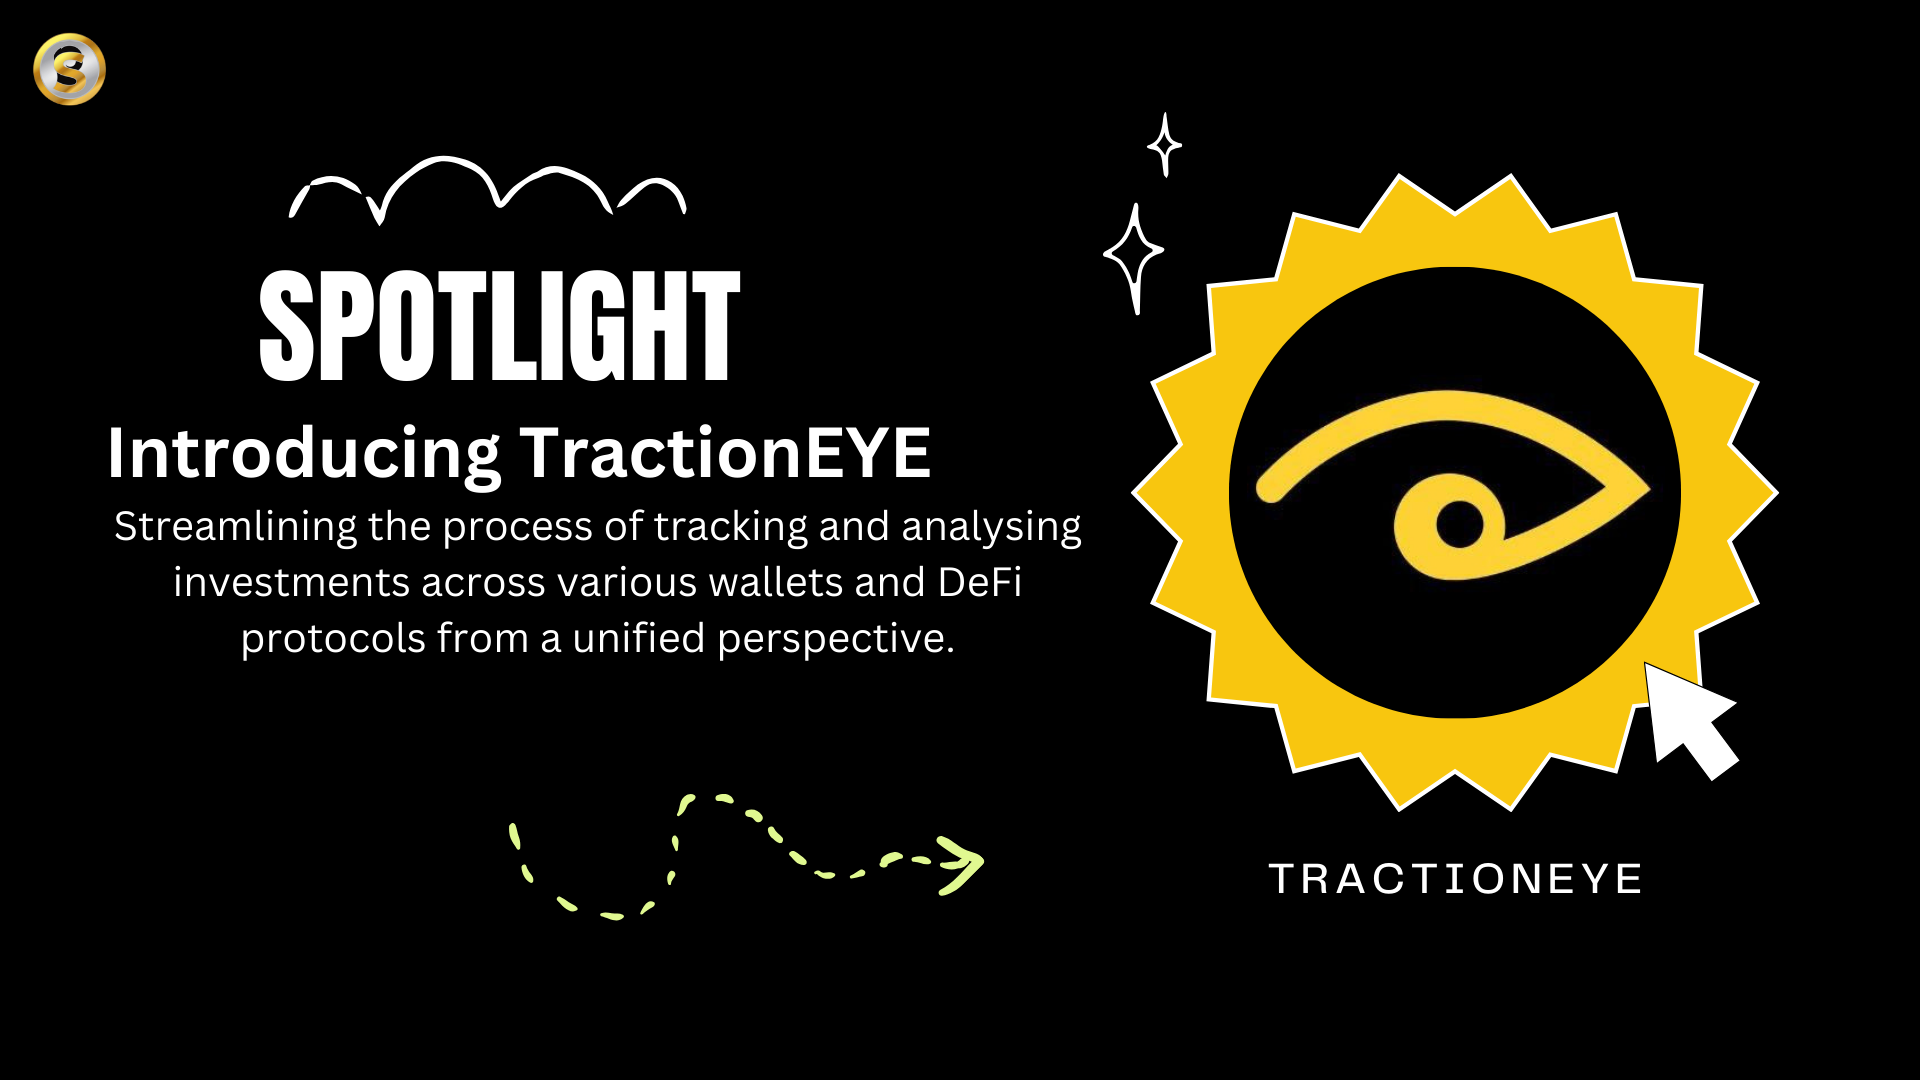 S
SPOTLIGHT
Introducing TractionEYE
Streamlining the process of tracking and analysing
investments across various wallets and DeFi
protocols from a unified perspective.
TRACTIONEYE